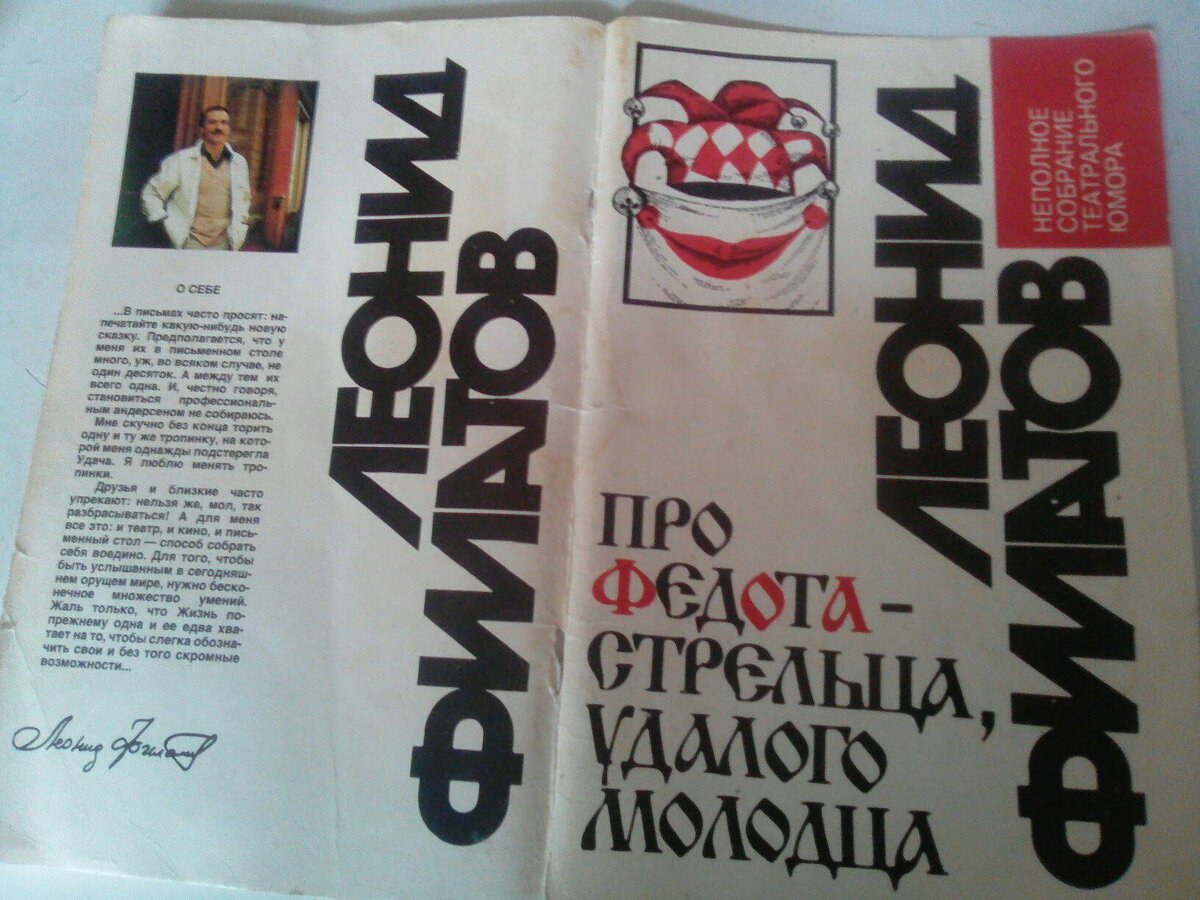 О СЕБЕ
...В письмах часто просят: на-
печатайте какую-нибудь новую
сказку. Предполагается, что у
меня их в письменном столе
много, уж, во всяком случае, не
один десяток. А между тем их
всего одна. И, честно говоря,
становиться профессиональ-
ным андерсеном не собираюсь.
Мне скучно без конца торить
одну и ту же тропинку, на кото-
рой меня однажды подстерегла
Удача. Я люблю менять тро-
пинки.
Друзья и близкие часто
упрекают: нельзя же, мол, так
разбрасываться! А для меня
все это: и театр, и кино, и пись-
менный стол — способ собрать
себя воедино. Для того, чтобы
быть услышанным в сегодняш-
нем орущем мире, нужно беско-
нечное множество умений.
Жаль только, что Жизнь по-
прежнему одна и ее едва хва-
тает на то, чтобы слегка обозна-
чить свои и без того скромные
возможности...
Леонид Филатов
ЛЕОНИД
ФИЛАТОВ
ПРО
ФЕДОТА-
СТРЕЛЬЦА,
УДАЛОГО
МОЛОДЦА
ЛЕОНИД
ФИЛАТОВ
НЕПОЛНОЕ
СОБРАНИЕ
ТЕАТРАЛЬНОГО
ЮМОРА